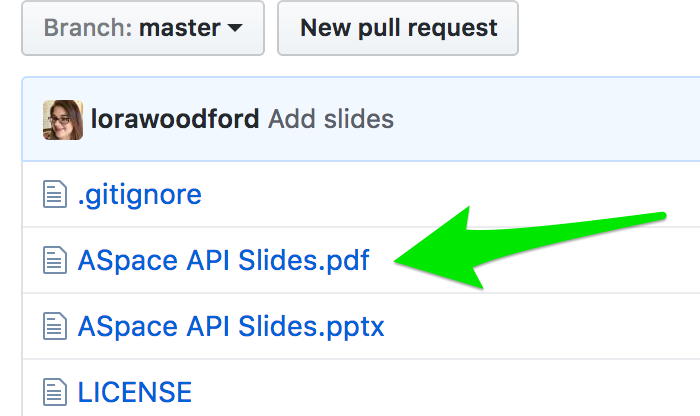 Branch: master New pull request
lorawoodford Add slides
.gitignore
ASpace API Slides.pdf
ASpace API Slides.pptx
LICENSE